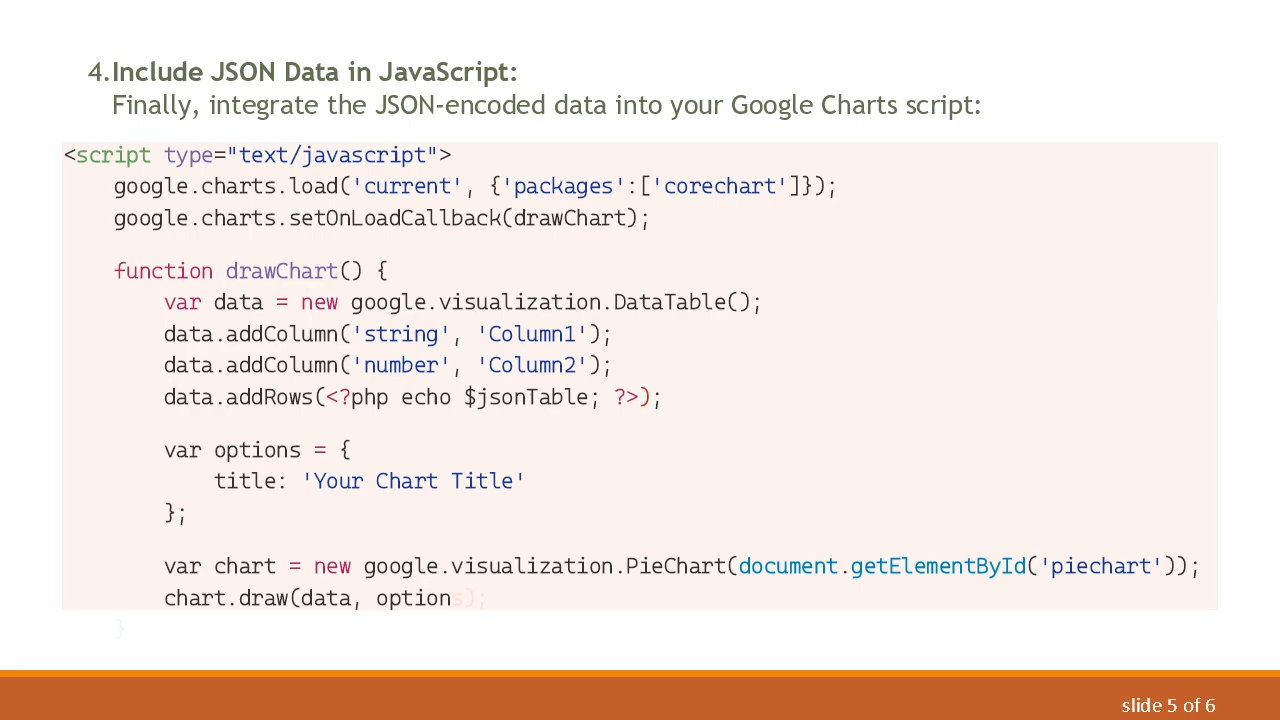 4.Include JSON Data in JavaScript:
Finally, integrate the JSON-encoded data into your Google Charts script:
<script type="text/javascript">
    google.charts.load('current', {'packages':['corechart']});
    google.charts.setOnLoadCallback(drawChart);
    function drawChart() {
        var data = new google.visualization.DataTable();
        data.addColumn('string', 'Column1');
        data.addColumn('number', 'Column2');
        data.addRows(<?php echo $jsonTable; ?>);
        var options = {
            title: 'Your Chart Title'
        };
        var chart = new google.visualization.PieChart(document.getElementById('piechart'));
        chart.draw(data, options);
    }
slide 5 of 6